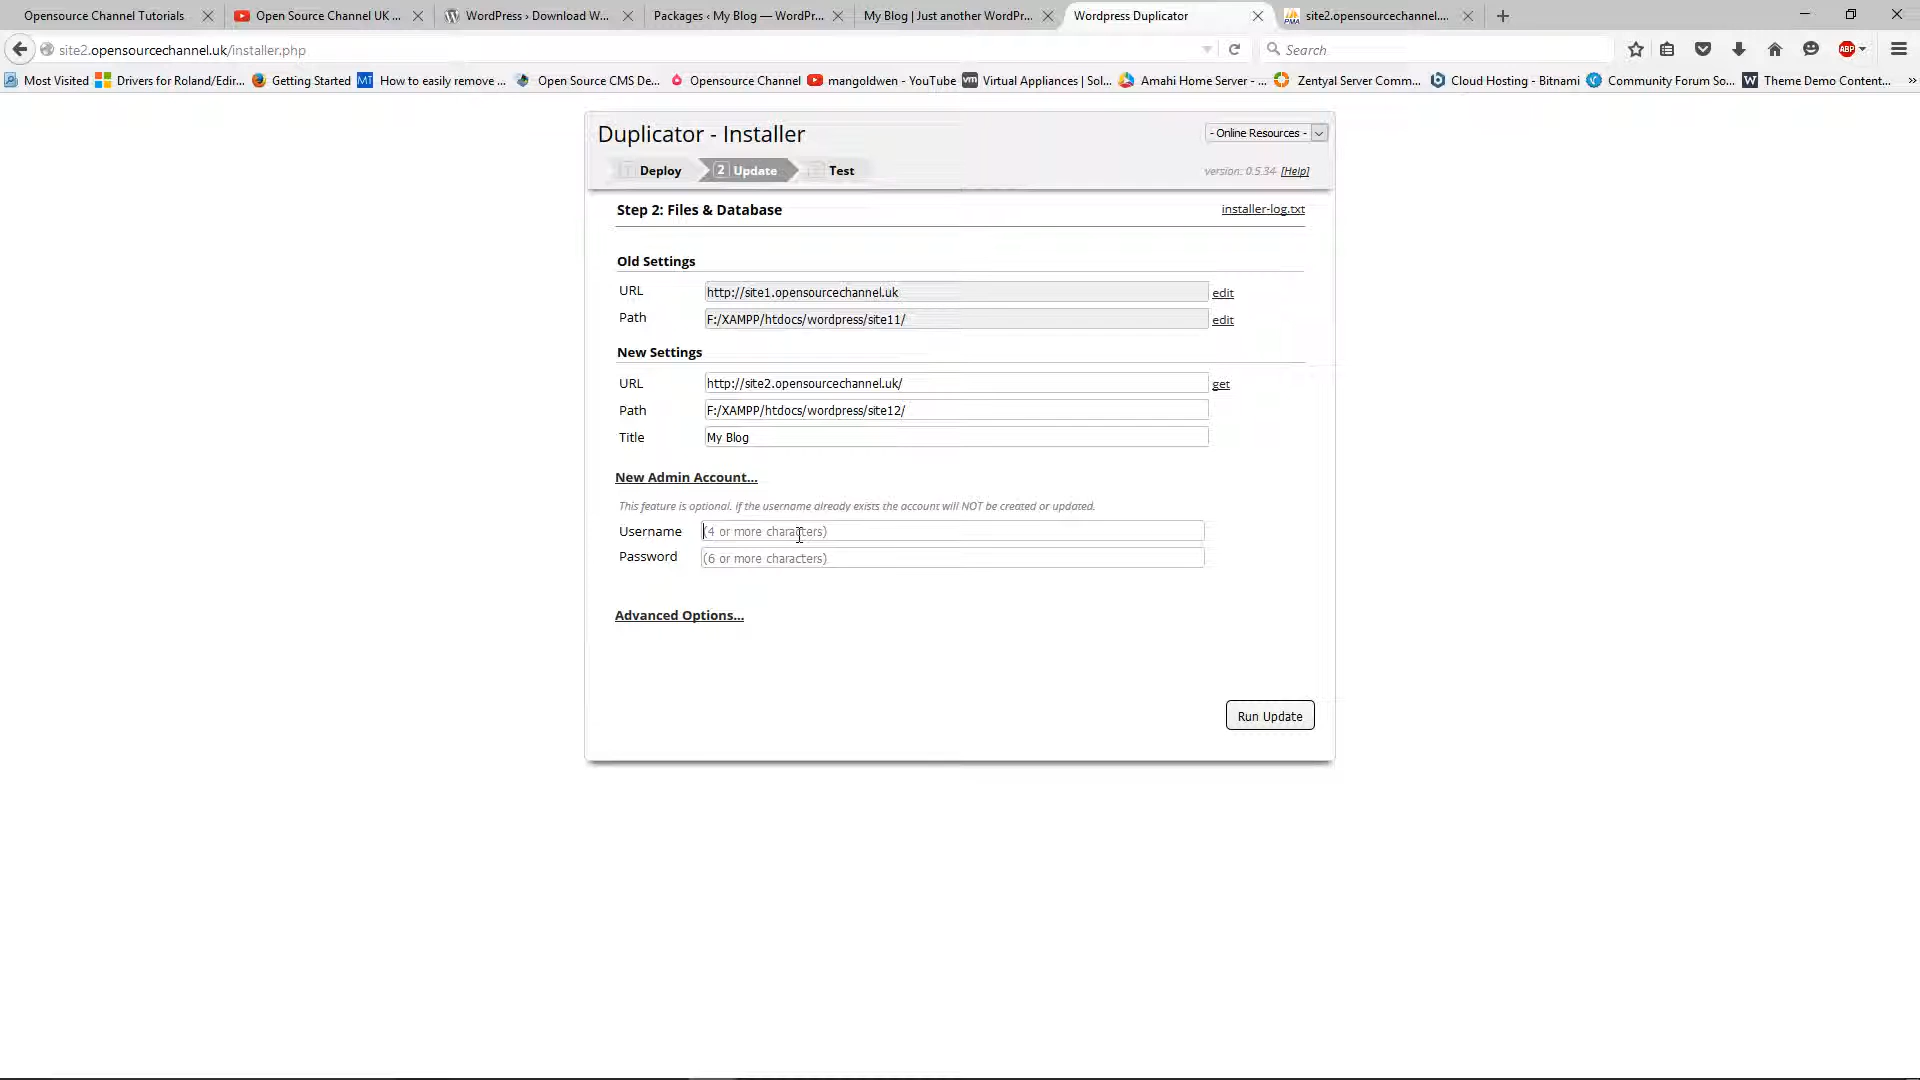 Opensource Channel Tutorials
Open Source Channel UK ...
WordPress › Download W...
Packages ‹ My Blog — WordPr...
My Blog | Just another WordPr...
Wordpress Duplicator
site2.opensourcechannel....
site2.opensourcechannel.uk/installer.php
Search
ABP
Most Visited
Drivers for Roland/Edir...
Getting Started
MT
How to easily remove ...
Open Source CMS De...
Opensource Channel
mangoldwen - YouTube
vm
Virtual Appliances | Sol...
Amahi Home Server - ...
Zentyal Server Comm...
Cloud Hosting - Bitnami
Community Forum So...
W
Theme Demo Content...
Duplicator - Installer
- Online Resources -
1 Deploy
2 Update
Test
version: 0.5.34 [Help]
Step 2: Files & Database
installer-log.txt
Old Settings
URL
http://site1.opensourcechannel.uk
edit
Path
F:/XAMPP/htdocs/wordpress/site11/
edit
New Settings
URL
http://site2.opensourcechannel.uk/
get
Path
F:/XAMPP/htdocs/wordpress/site12/
Title
My Blog
New Admin Account...
This feature is optional. If the username already exists the account will NOT be created or updated.
Username
(4 or more characters)
Password
(6 or more characters)
Advanced Options...
Run Update